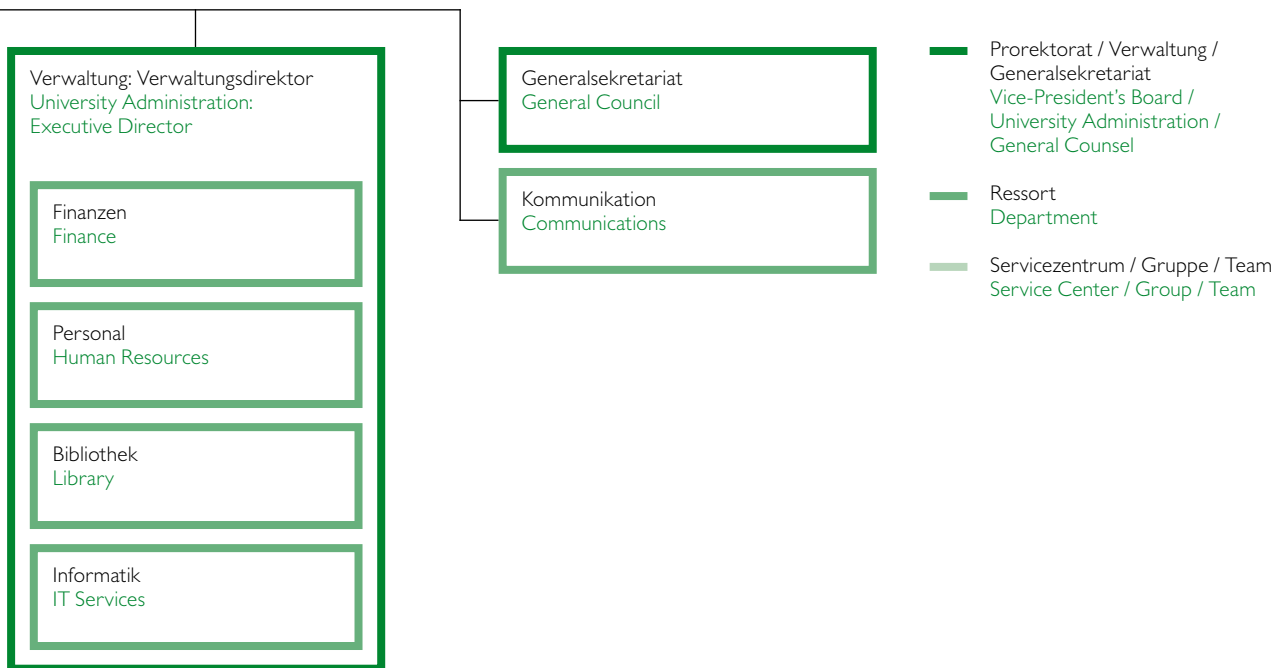 Verwaltung: Verwaltungsdirektor
University Administration:
Executive Director
Finanzen
Finance
Personal
Human Resources
Bibliothek
Library
Informatik
IT Services
Generalsekretariat
General Council
Kommunikation
Communications
Prorektorat / Verwaltung /
Generalsekretariat
Vice-President's Board /
University Administration /
General Counsel
Ressort
Department
Servicezentrum / Gruppe / Team
Service Center / Group / Team